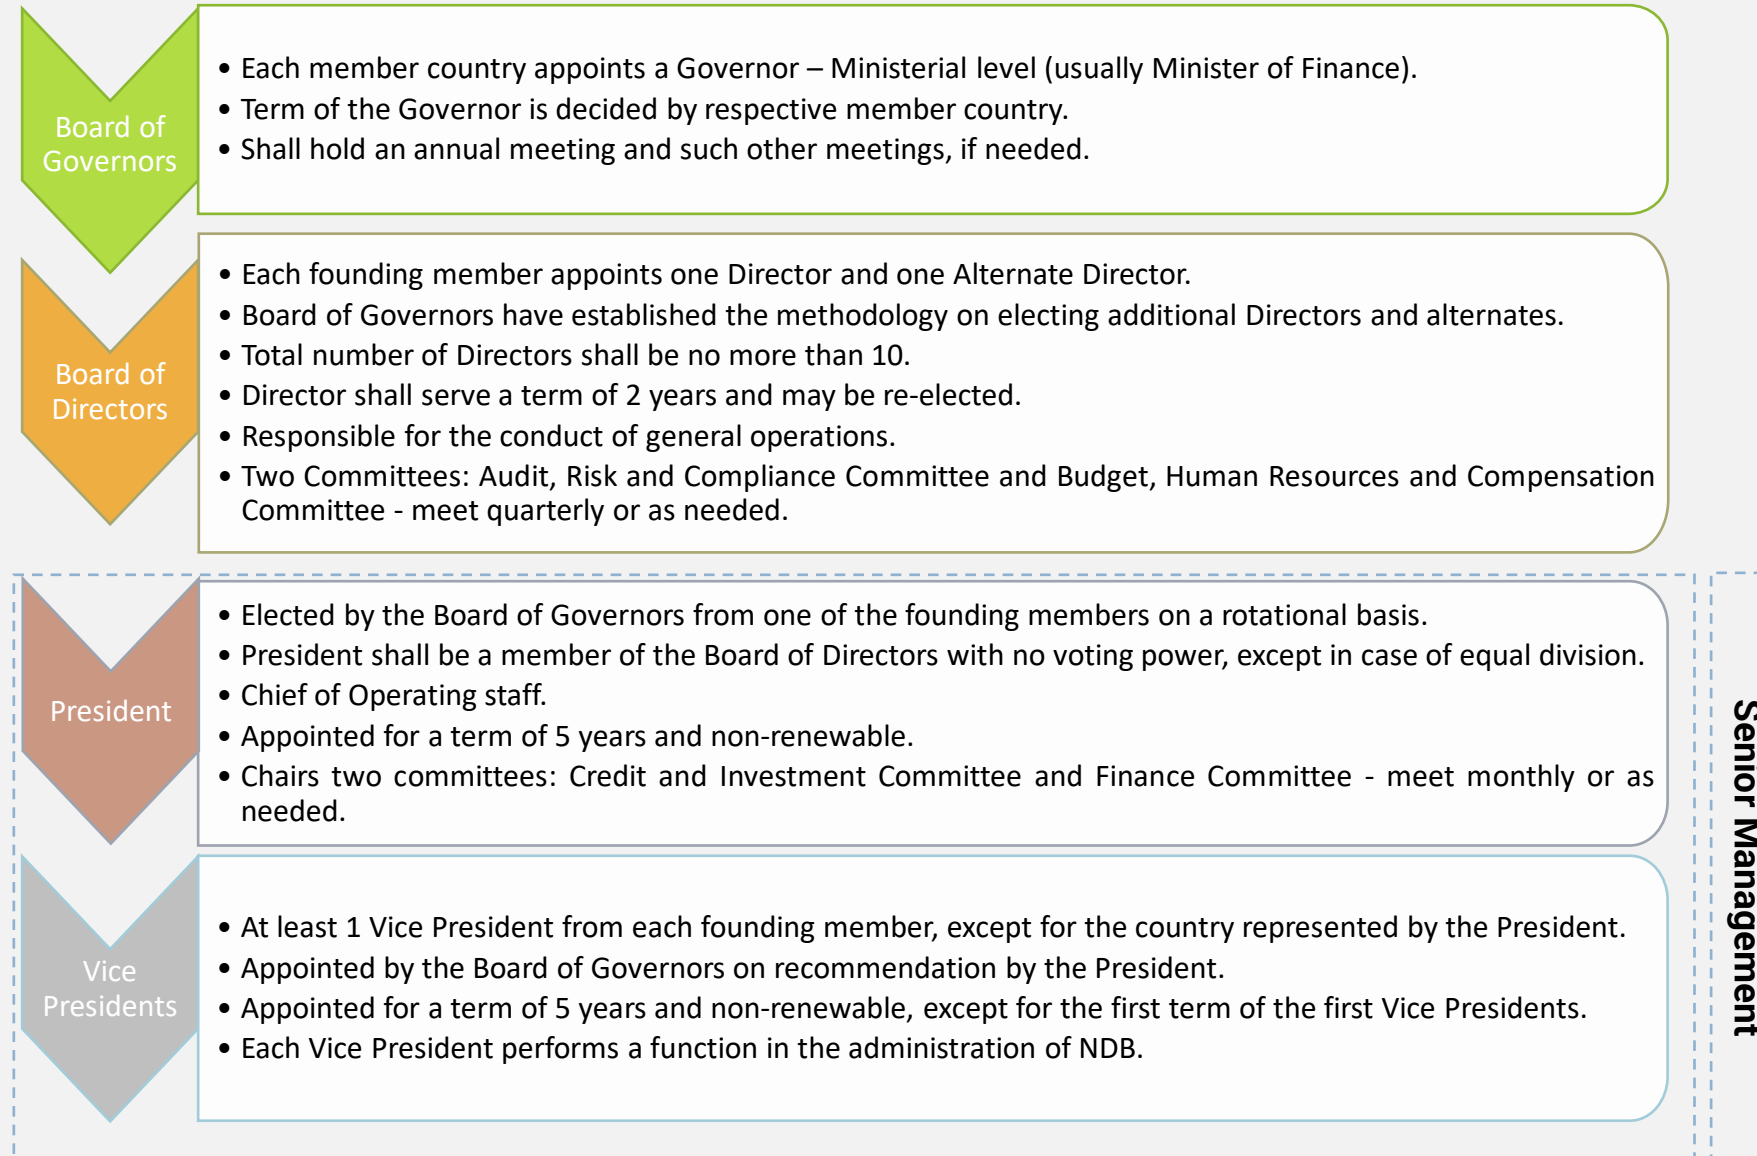 Board of
Governors
• Each member country appoints a Governor – Ministerial level (usually Minister of Finance).
• Term of the Governor is decided by respective member country.
• Shall hold an annual meeting and such other meetings, if needed.
Board of
Directors
• Each founding member appoints one Director and one Alternate Director.
• Board of Governors have established the methodology on electing additional Directors and alternates.
• Total number of Directors shall be no more than 10.
• Director shall serve a term of 2 years and may be re-elected.
• Responsible for the conduct of general operations.
• Two Committees: Audit, Risk and Compliance Committee and Budget, Human Resources and Compensation
Committee - meet quarterly or as needed.
President
• Elected by the Board of Governors from one of the founding members on a rotational basis.
• President shall be a member of the Board of Directors with no voting power, except in case of equal division.
• Chief of Operating staff.
• Appointed for a term of 5 years and non-renewable.
• Chairs two committees: Credit and Investment Committee and Finance Committee - meet monthly or as
needed.
Vice
Presidents
• At least 1 Vice President from each founding member, except for the country represented by the President.
• Appointed by the Board of Governors on recommendation by the President.
• Appointed for a term of 5 years and non-renewable, except for the first term of the first Vice Presidents.
• Each Vice President performs a function in the administration of NDB.
Senior Management